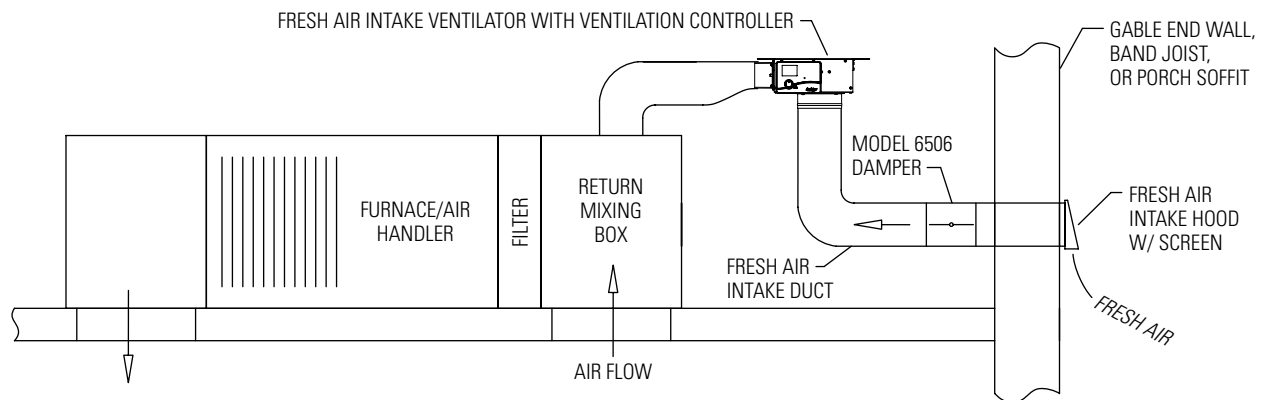 FRESH AIR INTAKE VENTILATOR WITH VENTILATION CONTROLLER
GABLE END WALL,
BAND JOIST,
OR PORCH SOFFIT
MODEL 6506
DAMPER
FURNACE/AIR
HANDLER
FILTER
RETURN
MIXING
BOX
FRESH AIR
INTAKE HOOD
W/ SCREEN
FRESH AIR
INTAKE DUCT
FRESH AIR
AIR FLOW